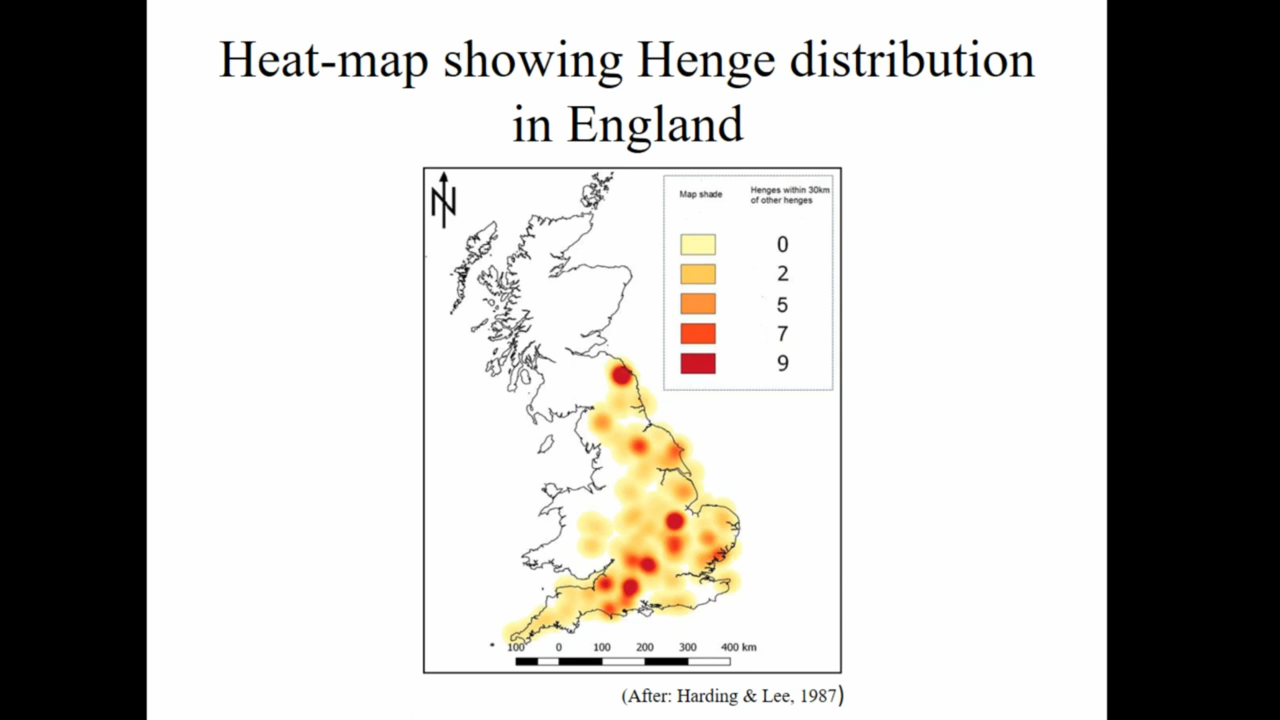 Heat-map showing Henge distribution
in England
N
Map shade
Henges within 30km
of other henges
0
2
5
7
9
100 0 100 200 300 400 km
(After: Harding & Lee, 1987)